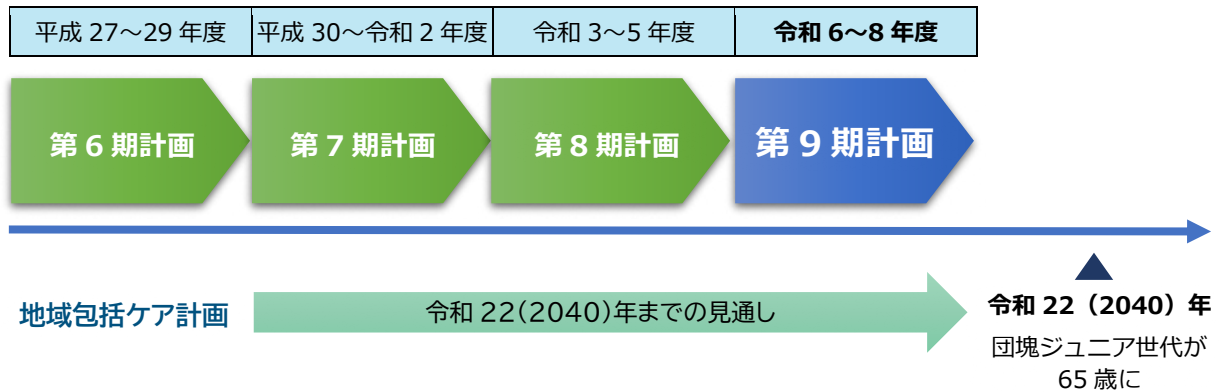 平成 27～29 年度
平成 30～令和 2 年度
令和 3～5 年度
令和 6～8 年度
第 6 期計画
第 7 期計画
第 8 期計画
第 9 期計画
地域包括ケア計画
令和 22(2040)年までの見通し
令和 22（2040）年
団塊ジュニア世代が
65 歳に